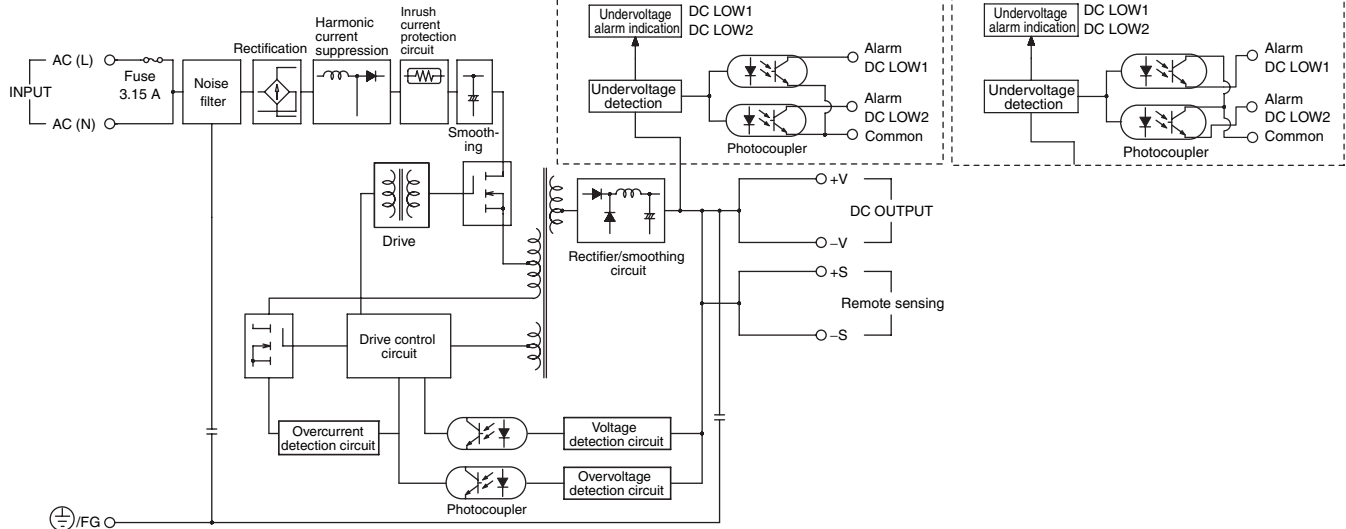 INPUT
AC (L)
AC (N)
Fuse
3.15 A
Noise
filter
Rectification
Harmonic
current
suppression
Inrush
current
protection
circuit
Smooth-
ing
Undervoltage
alarm indication
DC LOW1
DC LOW2
Undervoltage
detection
Alarm
DC LOW1
Alarm
DC LOW2
Common
Photocoupler
Undervoltage
alarm indication
DC LOW1
DC LOW2
Undervoltage
detection
Alarm
DC LOW1
Alarm
DC LOW2
Common
Photocoupler
Drive
Rectifier/smoothing
circuit
+V
DC OUTPUT
–V
+S
Remote sensing
–S
Drive control
circuit
Overcurrent
detection circuit
Voltage
detection circuit
Overvoltage
detection circuit
Photocoupler
/FG